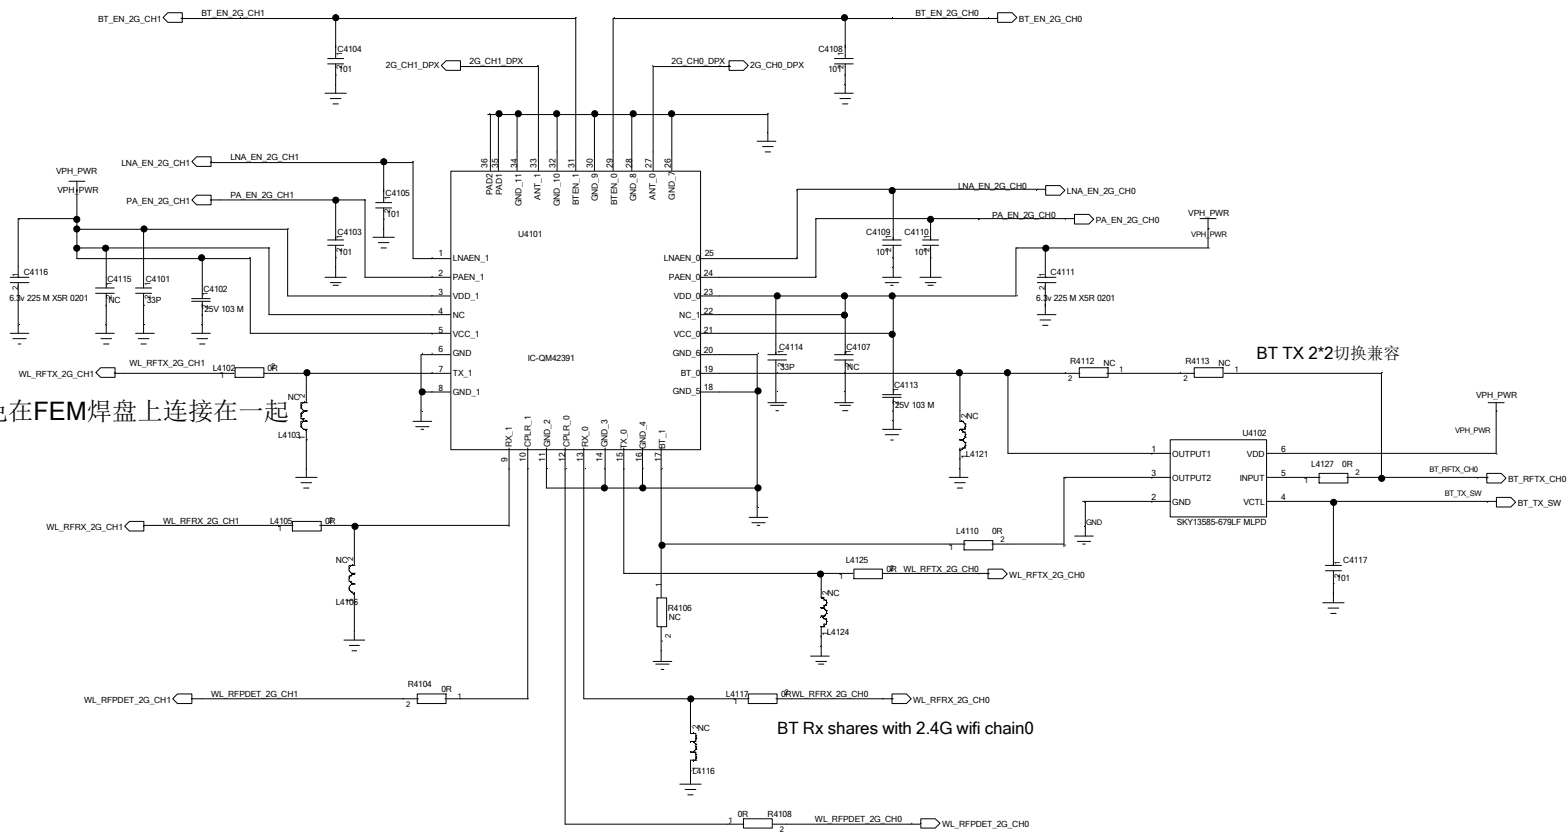 BT_EN_2G_CH1
BT_EN_2G_CH1
BT_EN_2G_CH0
BT_EN_2G_CH0
C4104
101
C4108
101
2G_CH1_DPX
2G_CH1_DPX
2G_CH0_DPX
2G_CH0_DPX
36 35 34 33 32 31 30 29 28 27 26
PAD2 PAD1 GND_11 ANT_1 GND_10 BTEN_1 GND_9 BTEN_0 GND_8 ANT_0 GND_7
U4101
IC-QM42391
LNA_EN_2G_CH1
LNA_EN_2G_CH1
C4105
101
PA_EN_2G_CH1
PA_EN_2G_CH1
C4103
101
VPH_PWR
VPH_PWR
C4116
6.3v 225 M X5R 0201
C4115
NC
C4101
33P
C4102
25V 103 M
1 LNAEN_1
2 PAEN_1
3 VDD_1
4 NC
5 VCC_1
6 GND
7 TX_1
8 GND_1
LNAEN_0 25
PAEN_0 24
VDD_0 23
NC_1 22
VCC_0 21
GND_6 20
BT_0 19
GND_5 18
RX_1 CPLR_1 GND_2 CPLR_0 RX_0 GND_3 TX_0 GND_4 BT_1
9 10 11 12 13 14 15 16 17
LNA_EN_2G_CH0
LNA_EN_2G_CH0
PA_EN_2G_CH0
PA_EN_2G_CH0
C4109
101
C4110
101
VPH_PWR
VPH_PWR
C4111
6.3v 225 M X5R 0201
C4114
33P
C4107
NC
C4113
25V 103 M
WL_RFTX_2G_CH1
WL_RFTX_2G_CH1
L4102
0R
NC
L4103
在FEM焊盘上连接在一起
BT TX 2*2切换兼容
R4112
NC
R4113
NC
NC
L4121
VPH_PWR
VPH_PWR
U4102
1 OUTPUT1
3 OUTPUT2
2 GND
VDD 6
INPUT 5
VCTL 4
SKY13585-679LF MLPD
GND
L4127 0R
BT_RFTX_CH0
BT_RFTX_CH0
BT_TX_SW
BT_TX_SW
C4117
101
WL_RFRX_2G_CH1
WL_RFRX_2G_CH1
L4105
0R
NC
L4106
L4110
0R
R4106
NC
L4125
0R
WL_RFTX_2G_CH0
WL_RFTX_2G_CH0
NC
L4124
WL_RFPDET_2G_CH1
WL_RFPDET_2G_CH1
R4104
0R
L4117
0R
WL_RFRX_2G_CH0
WL_RFRX_2G_CH0
NC
L4116
BT Rx shares with 2.4G wifi chain0
0R
R4108
WL_RFPDET_2G_CH0
WL_RFPDET_2G_CH0